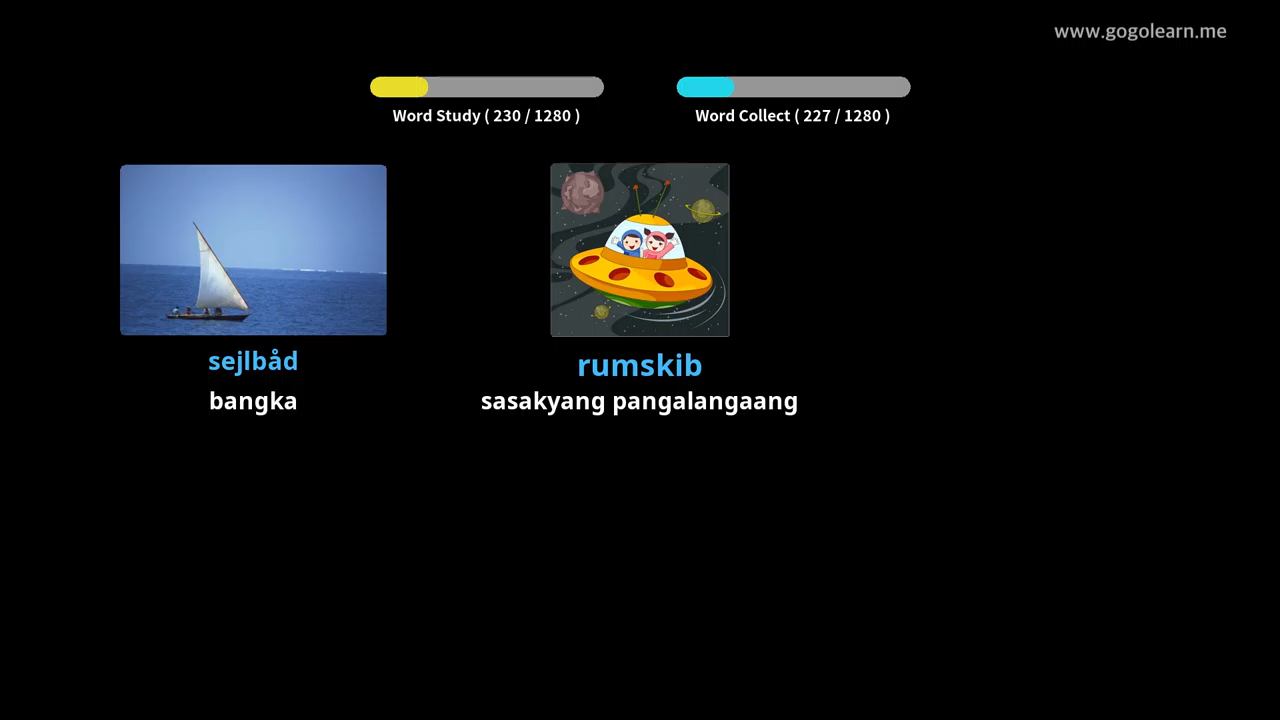 www.gogolearn.me
Word Study ( 230 / 1280 )
Word Collect ( 227 / 1280 )
sejlbåd
bangka
rumskib
sasakyang pangalangaang